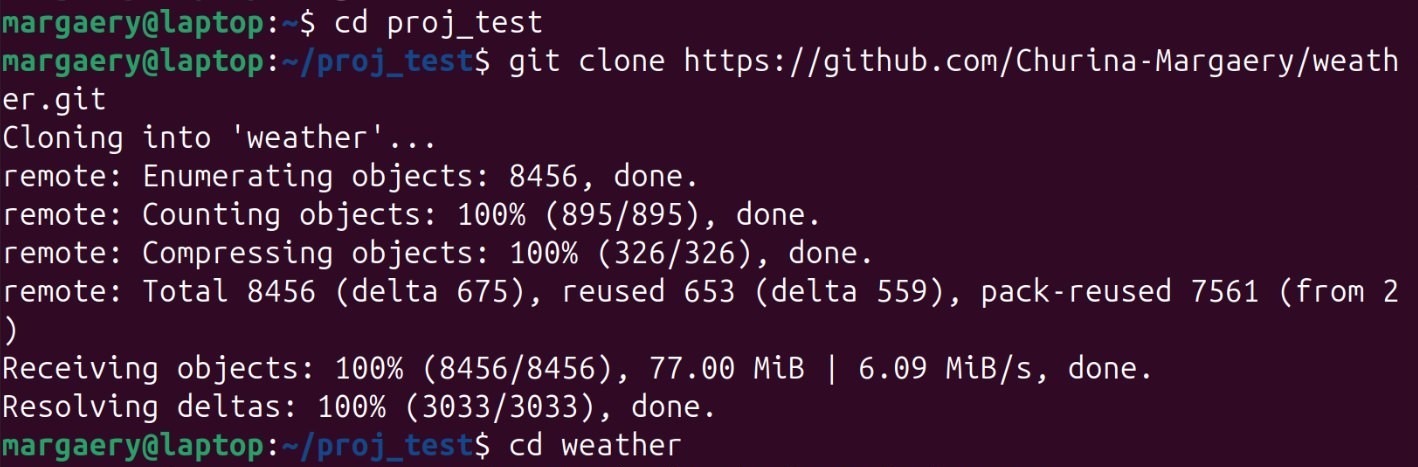 margaery@laptop:~$ cd proj_test
margaery@laptop:~/proj_test$ git clone https://github.com/Churina-Margaery/weath
er.git
Cloning into 'weather'...
remote: Enumerating objects: 8456, done.
remote: Counting objects: 100% (895/895), done.
remote: Compressing objects: 100% (326/326), done.
remote: Total 8456 (delta 675), reused 653 (delta 559), pack-reused 7561 (from 2
)
Receiving objects: 100% (8456/8456), 77.00 MiB | 6.09 MiB/s, done.
Resolving deltas: 100% (3033/3033), done.
margaery@laptop:~/proj_test$ cd weather